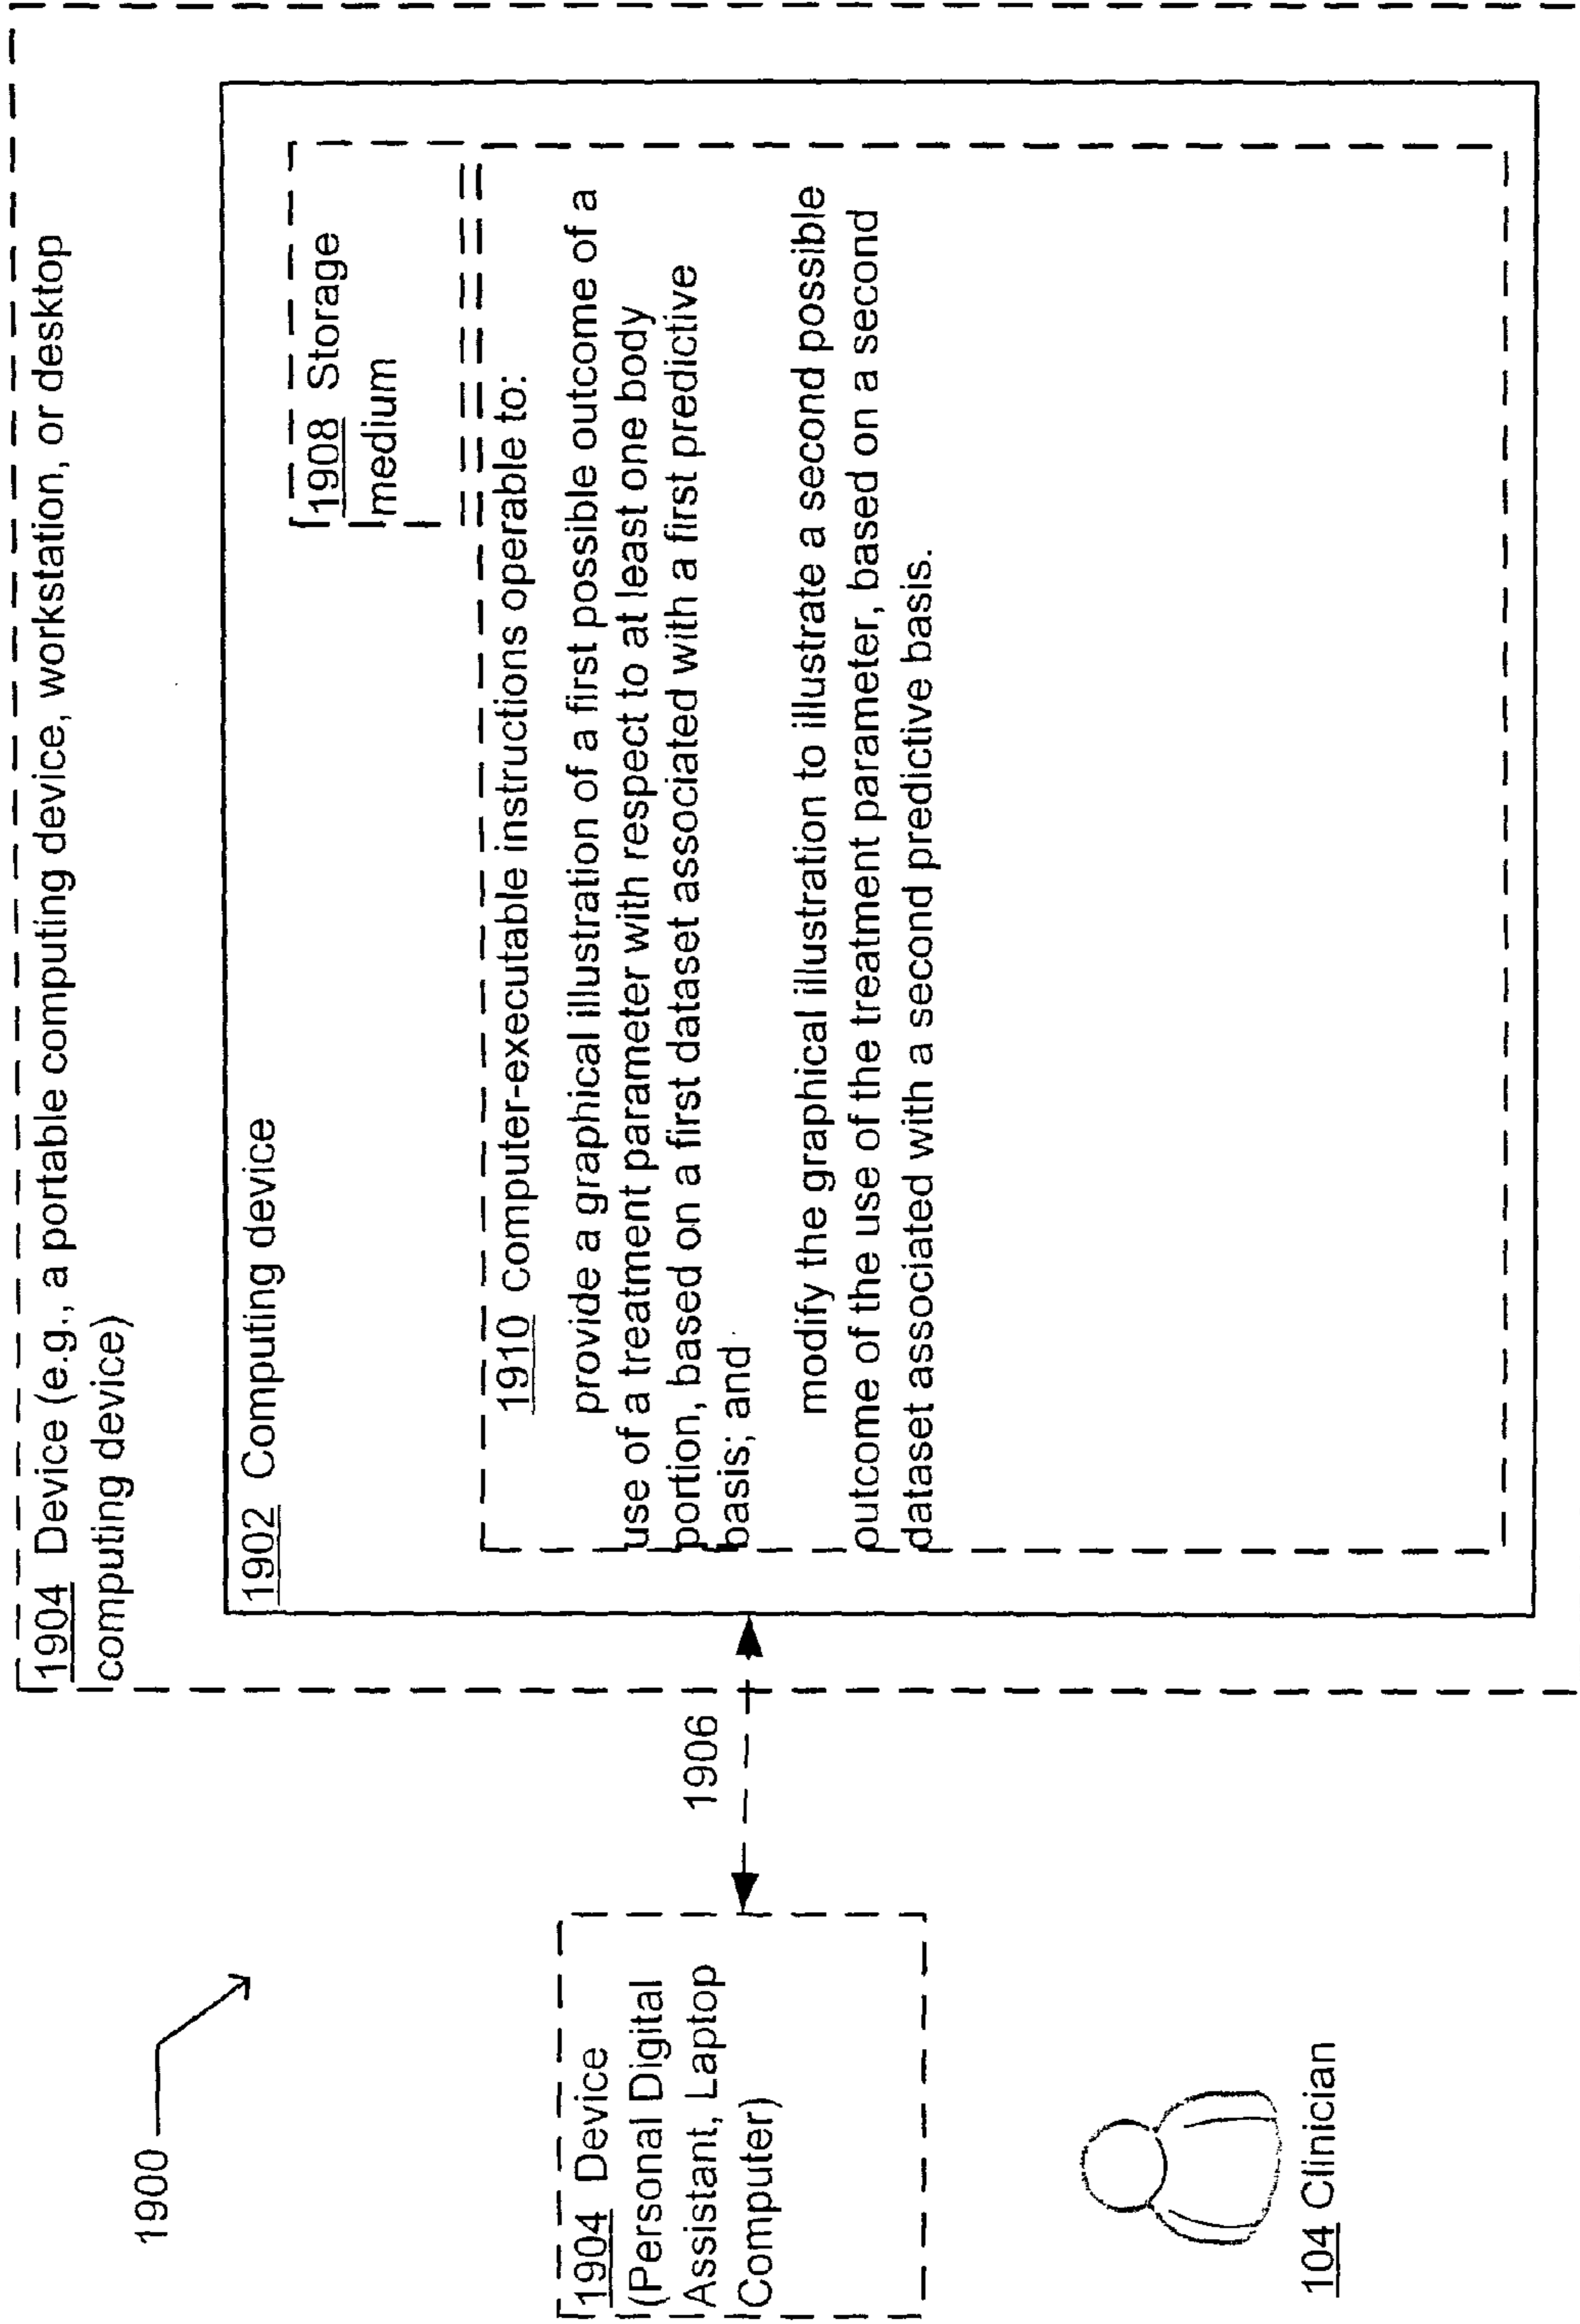 1900
1904 Device (e.g., a portable computing device, workstation, or desktop
computing device)
1902 Computing device
1908 Storage
medium
1910 Computer-executable instructions operable to:
provide a graphical illustration of a first possible outcome of a
use of a treatment parameter with respect to at least one body
portion, based on a first dataset associated with a first predictive
basis; and
modify the graphical illustration to illustrate a second possible
outcome of the use of the treatment parameter, based on a second
dataset associated with a second predictive basis.
1906
1904 Device
(Personal Digital
Assistant, Laptop
Computer)
104 Clinician